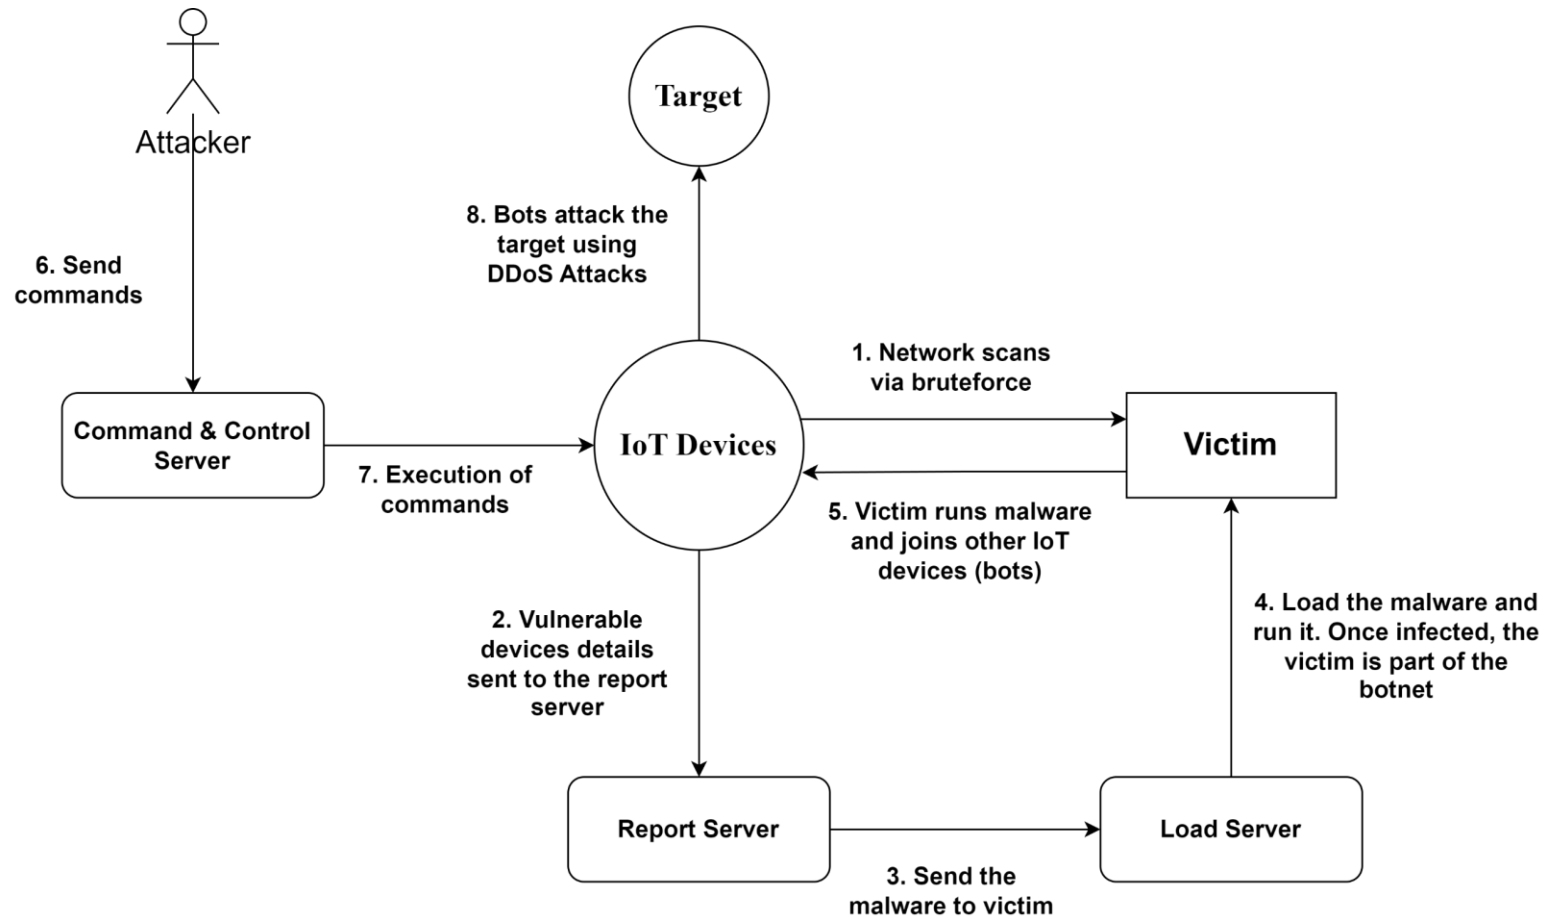 Attacker
Target
8. Bots attack the
target using
DDoS Attacks
6. Send
commands
1. Network scans
via bruteforce
Command & Control
Server
IoT Devices
Victim
7. Execution of
commands
5. Victim runs malware
and joins other IoT
devices (bots)
2. Vulnerable
devices details
sent to the report
server
4. Load the malware and
run it. Once infected, the
victim is part of the
botnet
Report Server
Load Server
3. Send the
malware to victim